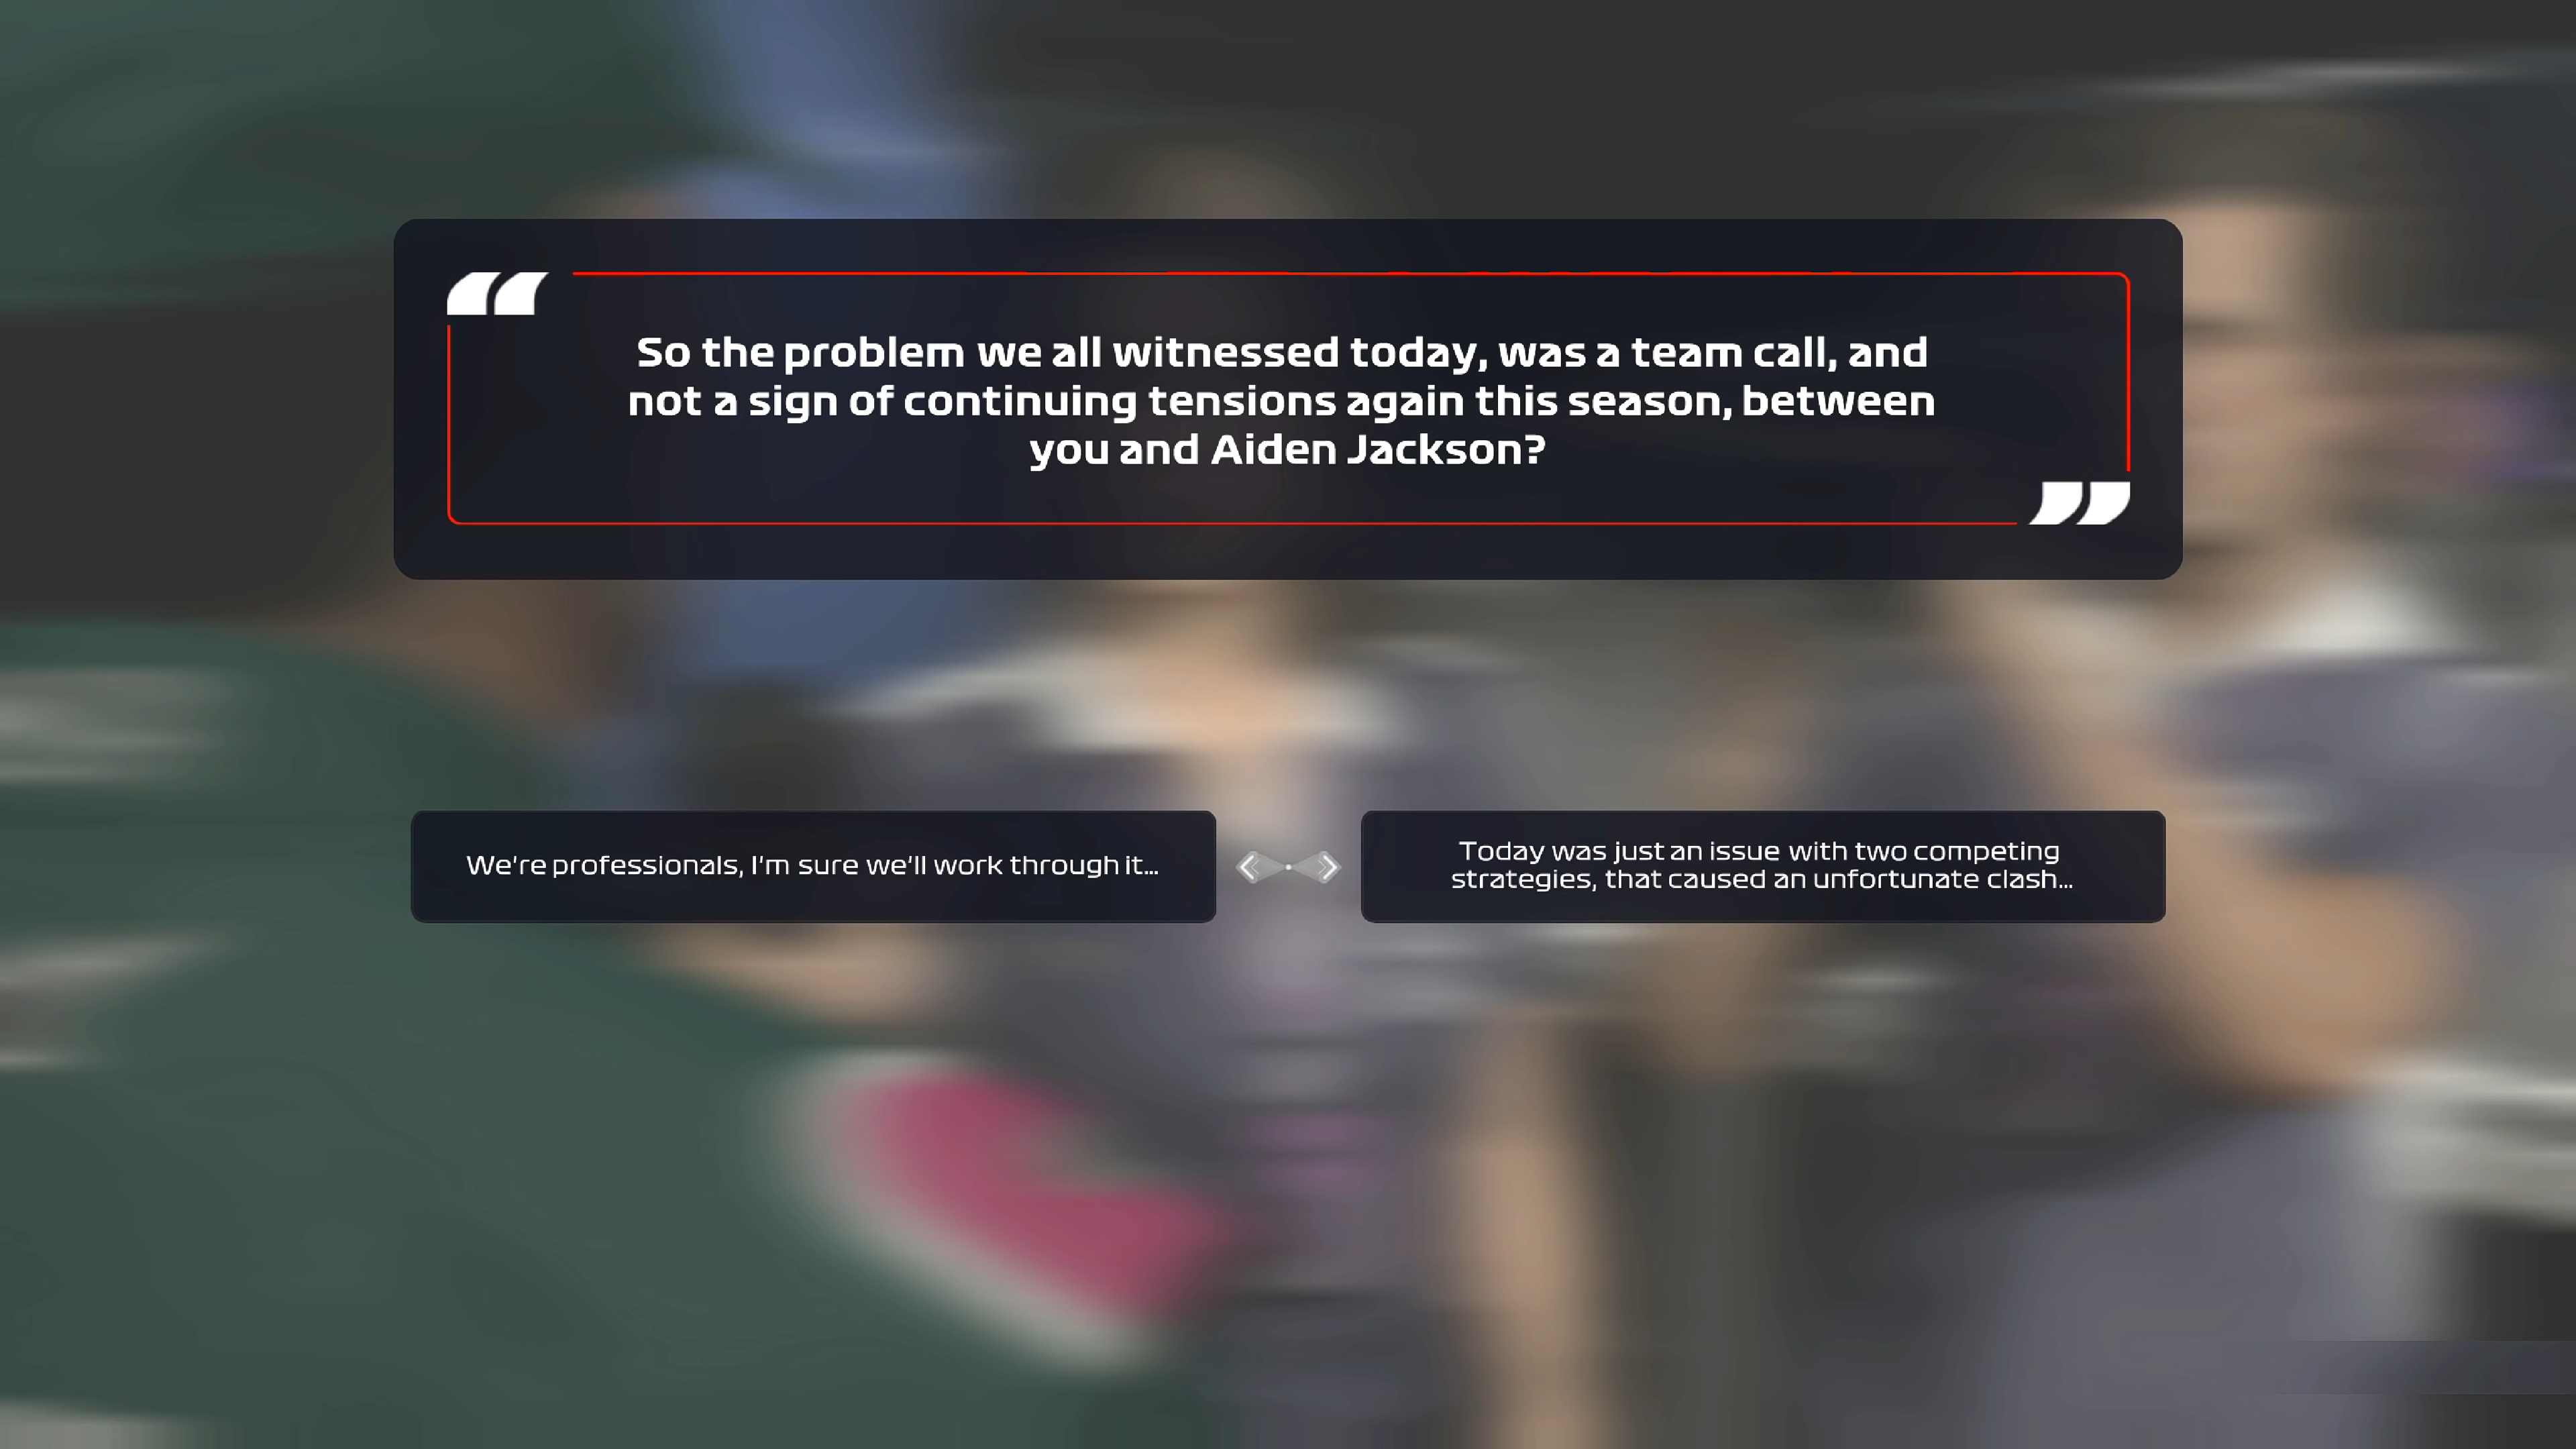 So the problem we all witnessed today, was a team call, and
not a sign of continuing tensions again this season, between
you and Aiden Jackson?
We're professionals, I'm sure we'll work through it...
Today was just an issue with two competing
strategies, that caused an unfortunate clash...